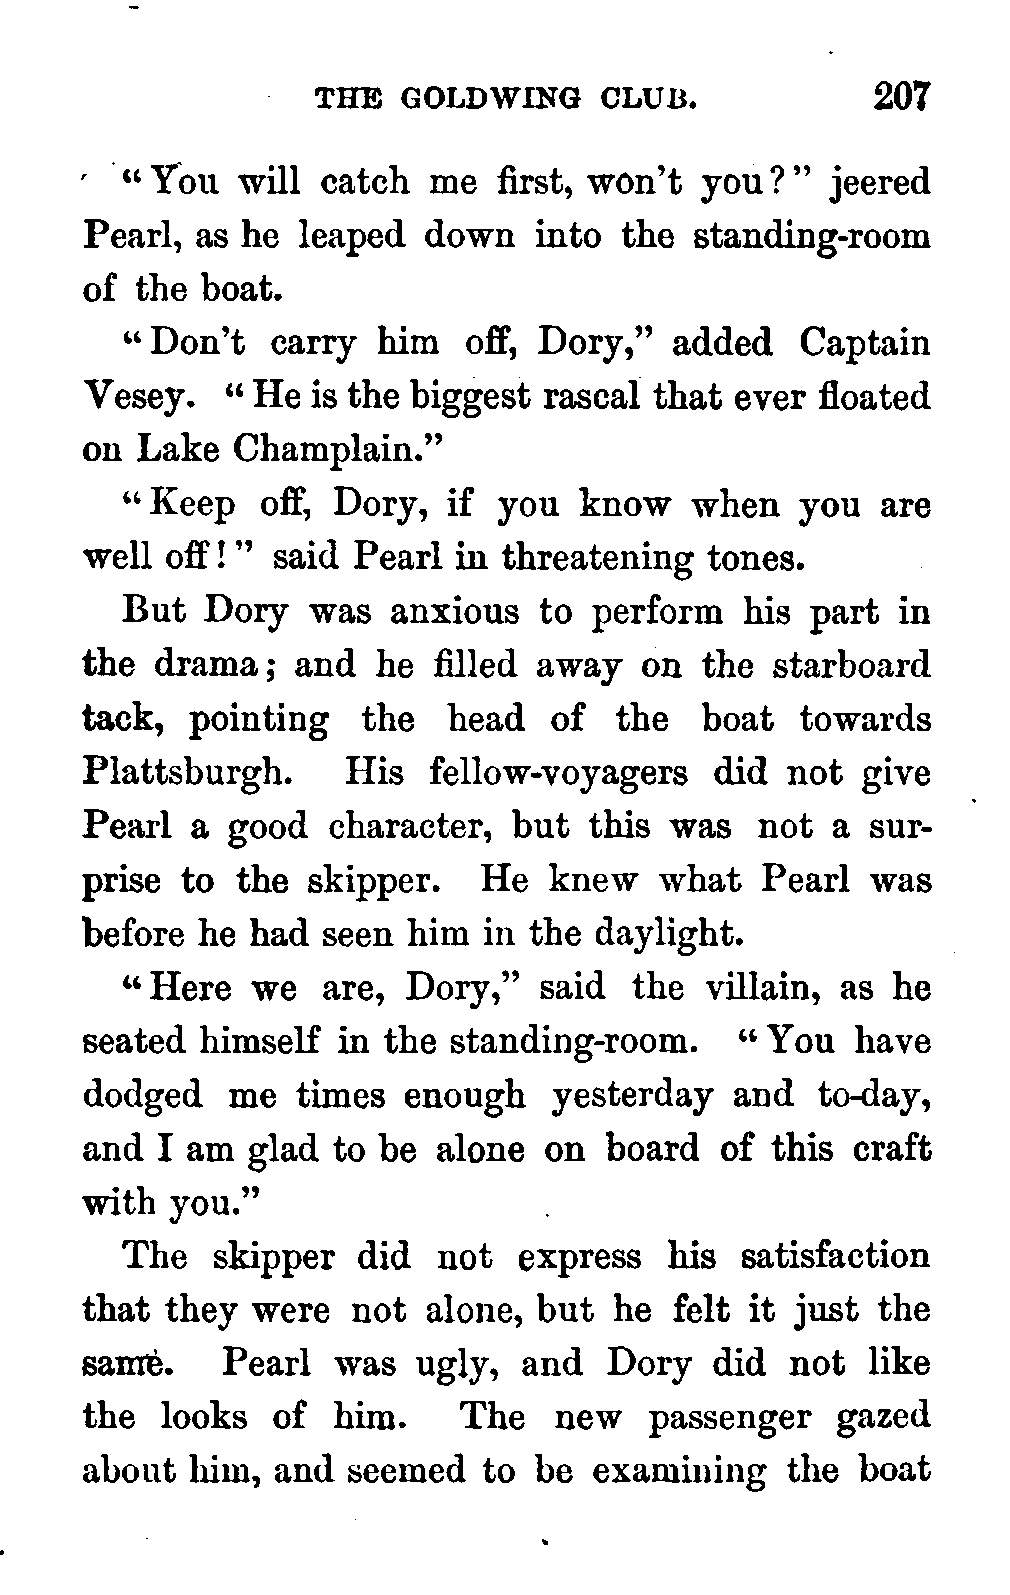 THE GOLDWING CLUB. 207
“You will catch me first, won’t you?” jeered
Pearl, as he leaped down into the standing-room
of the boat.
“Don’t carry him off, Dory,” added Captain
Vesey. “He is the biggest rascal that ever floated
on Lake Champlain.”
“Keep off, Dory, if you know when you are
well off!” said Pearl in threatening tones.
But Dory was anxious to perform his part in
the drama; and he filled away on the starboard
tack, pointing the head of the boat towards
Plattsburgh. His fellow-voyagers did not give
Pearl a good character, but this was not a sur-
prise to the skipper. He knew what Pearl was
before he had seen him in the daylight.
“Here we are, Dory,” said the villain, as he
seated himself in the standing-room. “You have
dodged me times enough yesterday and to-day,
and I am glad to be alone on board of this craft
with you.”
The skipper did not express his satisfaction
that they were not alone, but he felt it just the
same. Pearl was ugly, and Dory did not like
the looks of him. The new passenger gazed
about him, and seemed to be examining the boat